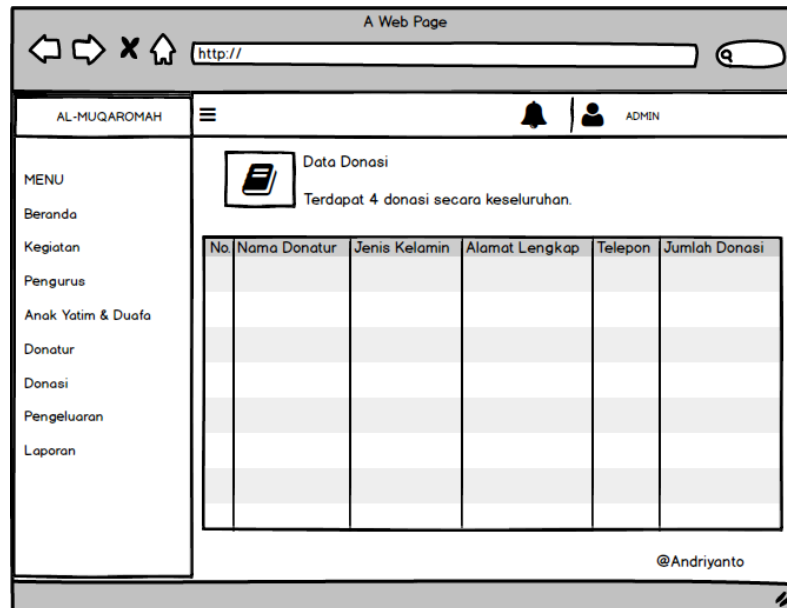 A Web Page
http://
AL-MUQAROMAH
ADMIN
MENU
Beranda
Kegiatan
Pengurus
Anak Yatim & Duafa
Donatur
Donasi
Pengeluaran
Laporan
Data Donasi
Terdapat 4 donasi secara keseluruhan.
No. Nama Donatur Jenis Kelamin Alamat Lengkap Telepon Jumlah Donasi
@Andriyanto